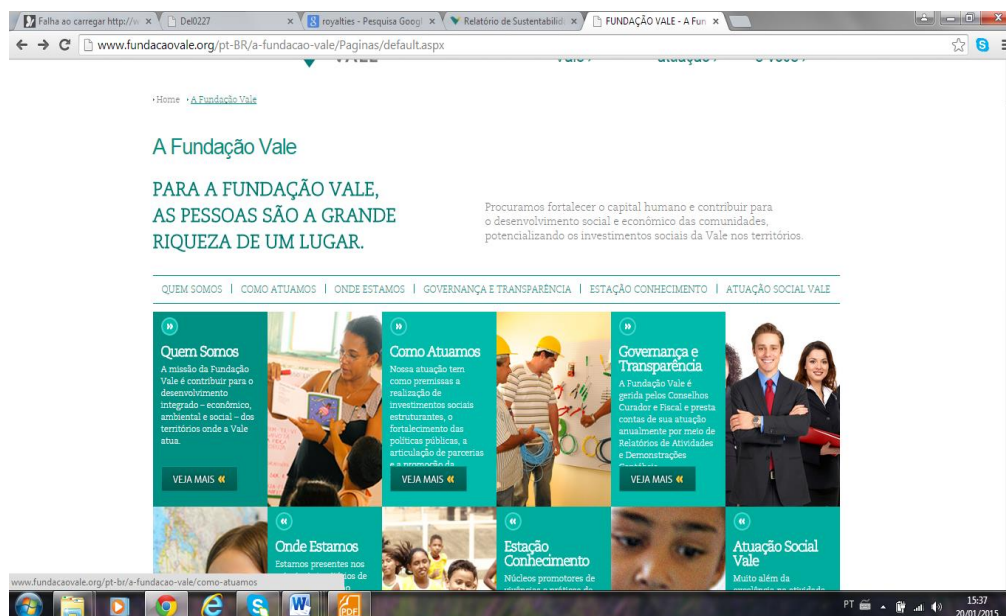 Falha ao carregar http://w
Del0227
royalties - Pesquisa Googl
Relatório de Sustentabilid
FUNDAÇÃO VALE - A Fun
www.fundacaovale.org/pt-BR/a-fundacao-vale/Paginas/default.aspx
Home A Fundação Vale
A Fundação Vale
PARA A FUNDAÇÃO VALE,
AS PESSOAS SÃO A GRANDE
RIQUEZA DE UM LUGAR.
Procuramos fortalecer o capital humano e contribuir para
o desenvolvimento social e econômico das comunidades,
potencializando os investimentos sociais da Vale nos territórios.
QUEM SOMOS | COMO ATUAMOS | ONDE ESTAMOS | GOVERNANÇA E TRANSPARÊNCIA | ESTAÇÃO CONHECIMENTO | ATUAÇÃO SOCIAL VALE
Quem Somos
A missão da Fundação
Vale é contribuir para o
desenvolvimento
integrado – econômico,
ambiental e social – dos
territórios onde a Vale
atua.
VEJA MAIS
Como Atuamos
Nossa atuação tem
como premissas a
realização de
investimentos sociais
estruturantes, o
fortalecimento das
políticas públicas, a
articulação de parcerias
e a promoção da
VEJA MAIS
Governança e
Transparência
A Fundação Vale é
gerida pelos Conselhos
Curador e Fiscal e presta
contas de sua atuação
anualmente por meio de
Relatórios de Atividades
e Demonstrações
VEJA MAIS
Onde Estamos
Estamos presentes nos
Estação
Conhecimento
Núcleos promotores de
Atuação Social
Vale
Muito além da
www.fundacaovale.org/pt-br/a-fundacao-vale/como-atuamos
PDF
PT
15:37
20/01/2015